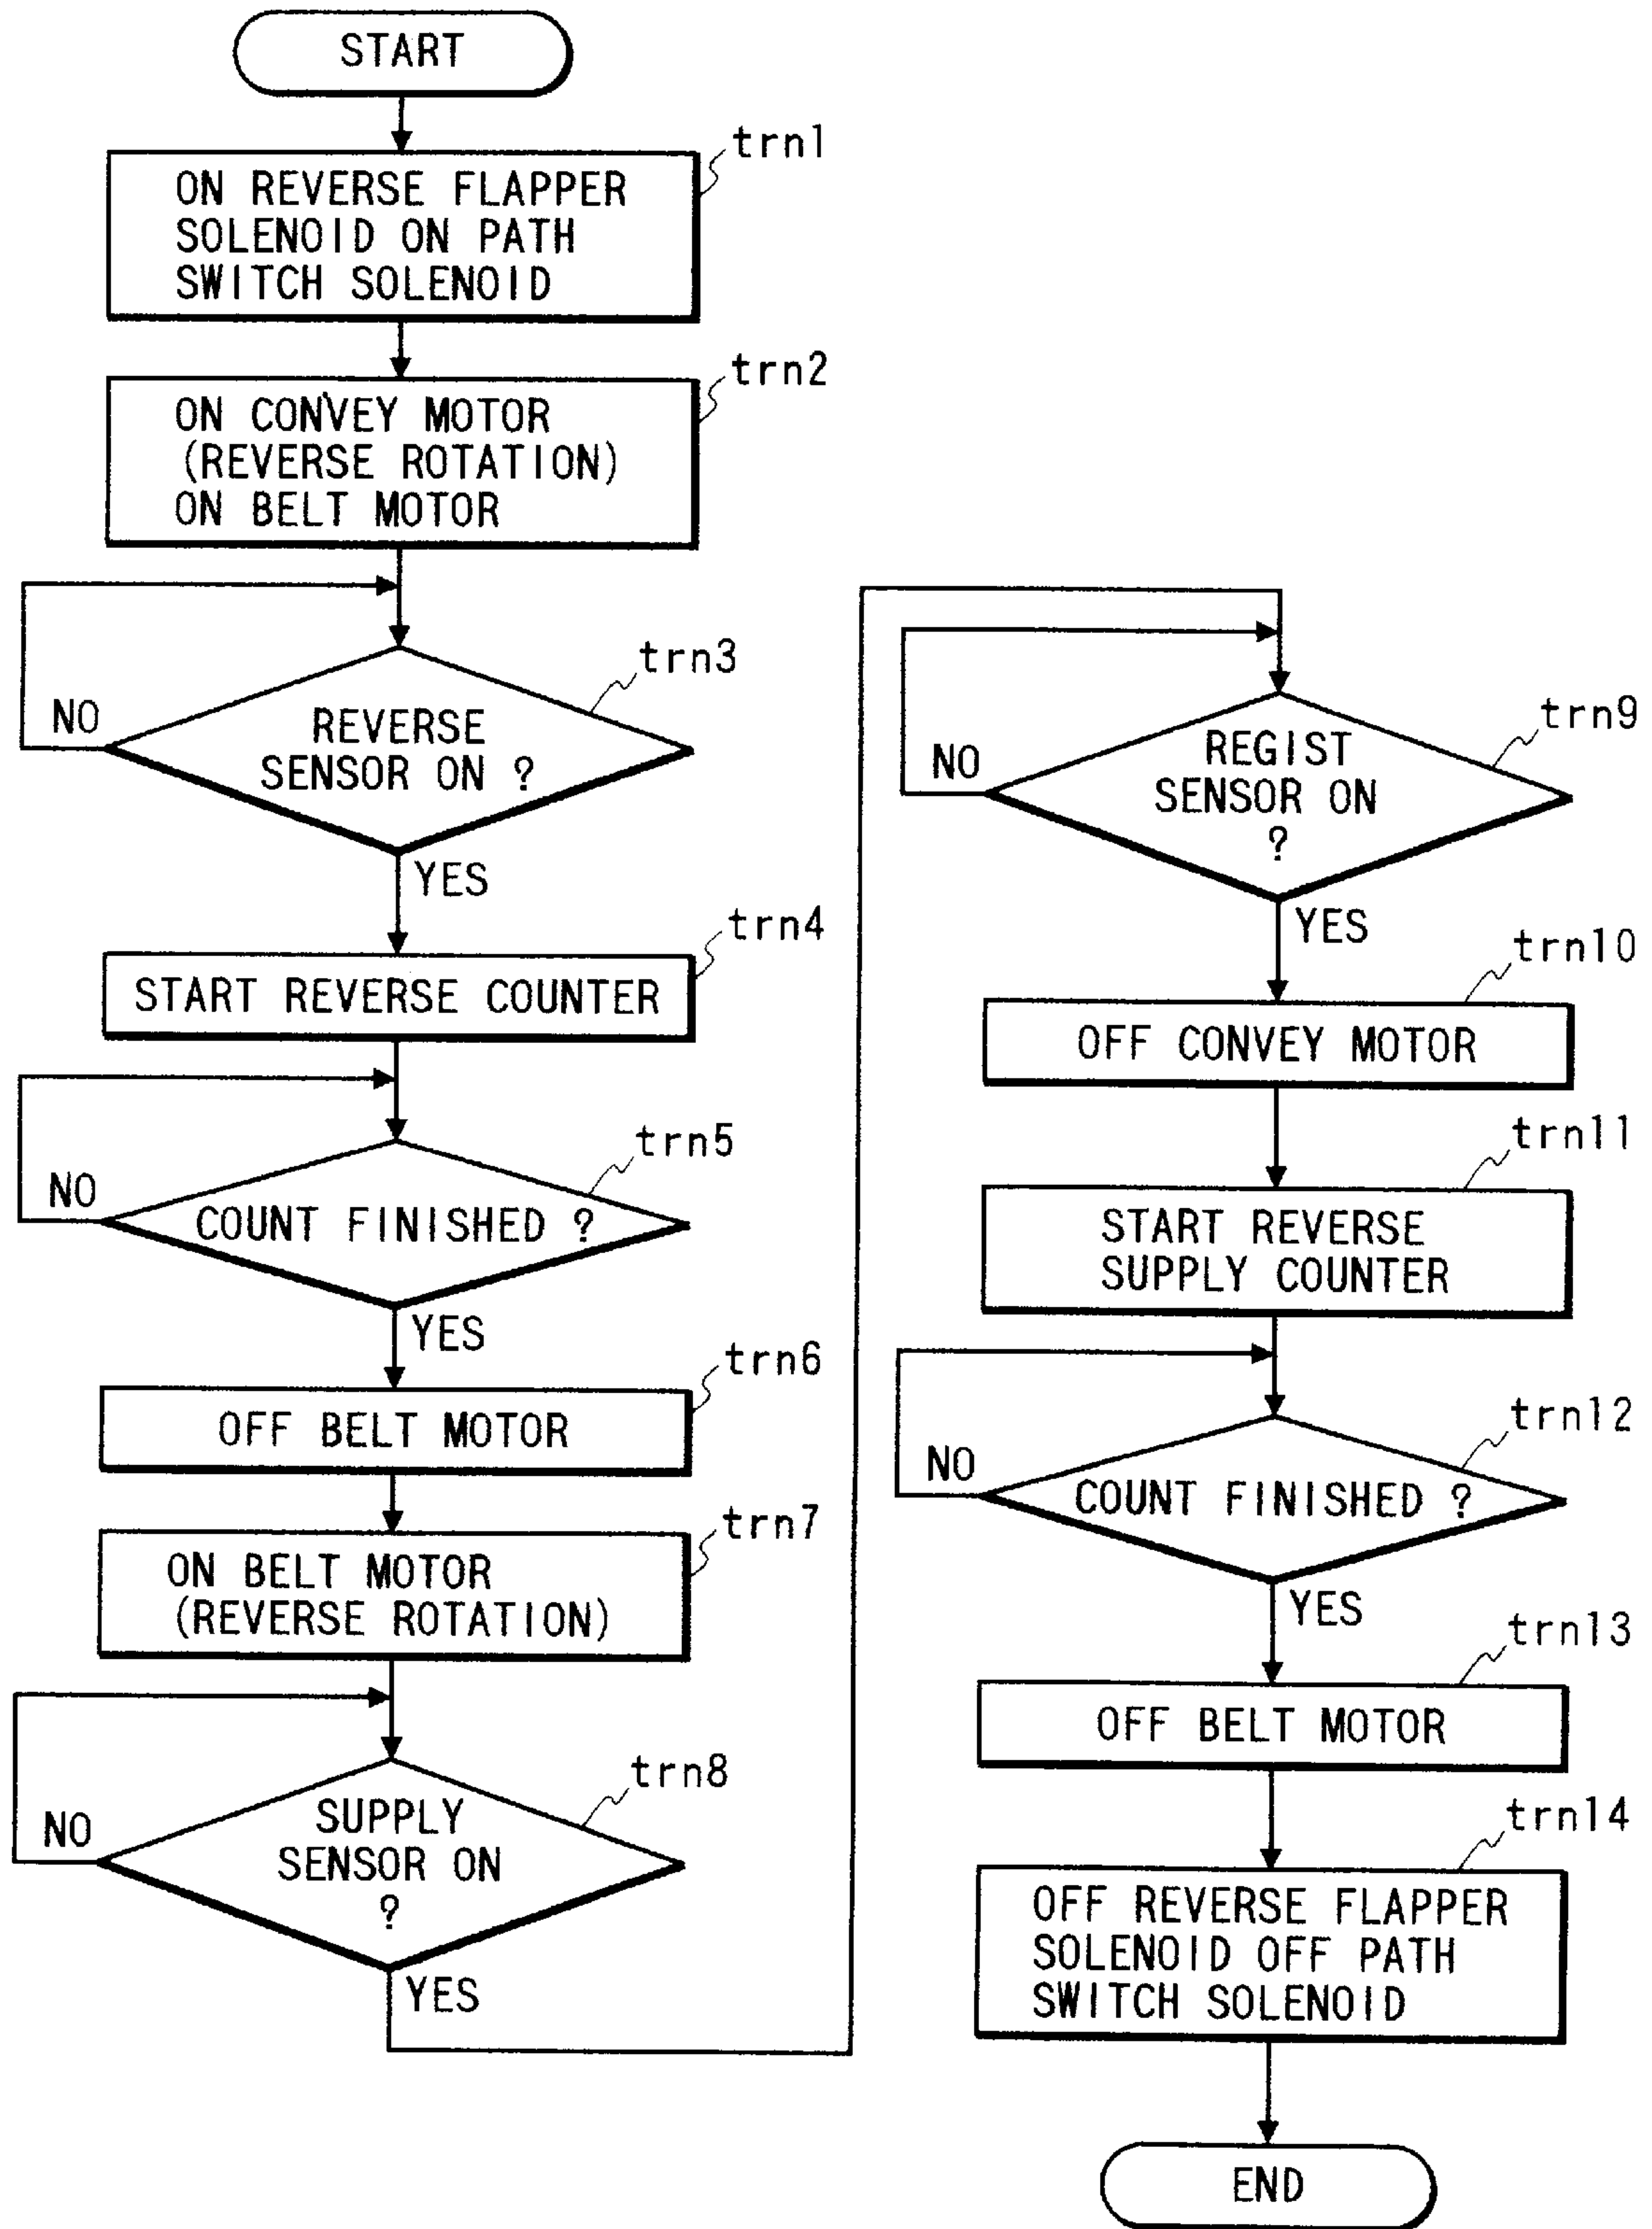 START
trn1
ON REVERSE FLAPPER
SOLENOID ON PATH
SWITCH SOLENOID
trn2
ON CONVEY MOTOR
(REVERSE ROTATION)
ON BELT MOTOR
trn3
NO
REVERSE
SENSOR ON ?
YES
trn4
START REVERSE COUNTER
trn5
NO
COUNT FINISHED ?
YES
trn6
OFF BELT MOTOR
trn7
ON BELT MOTOR
(REVERSE ROTATION)
trn8
NO
SUPPLY
SENSOR ON
?
YES
trn9
NO
REGIST
SENSOR ON
?
YES
trn10
OFF CONVEY MOTOR
trn11
START REVERSE
SUPPLY COUNTER
trn12
NO
COUNT FINISHED ?
YES
trn13
OFF BELT MOTOR
trn14
OFF REVERSE FLAPPER
SOLENOID OFF PATH
SWITCH SOLENOID
END